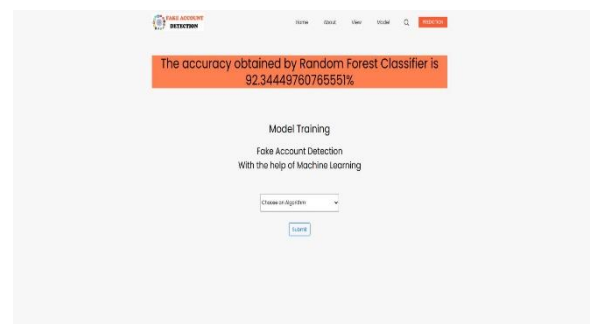 FAKE ACCOUNT
DETECTION
Home About View Model PREDICTION
The accuracy obtained by Random Forest Classifier is
92.34449760765551%
Model Training
Fake Account Detection
With the help of Machine Learning
Choose an Algorithm
Submit